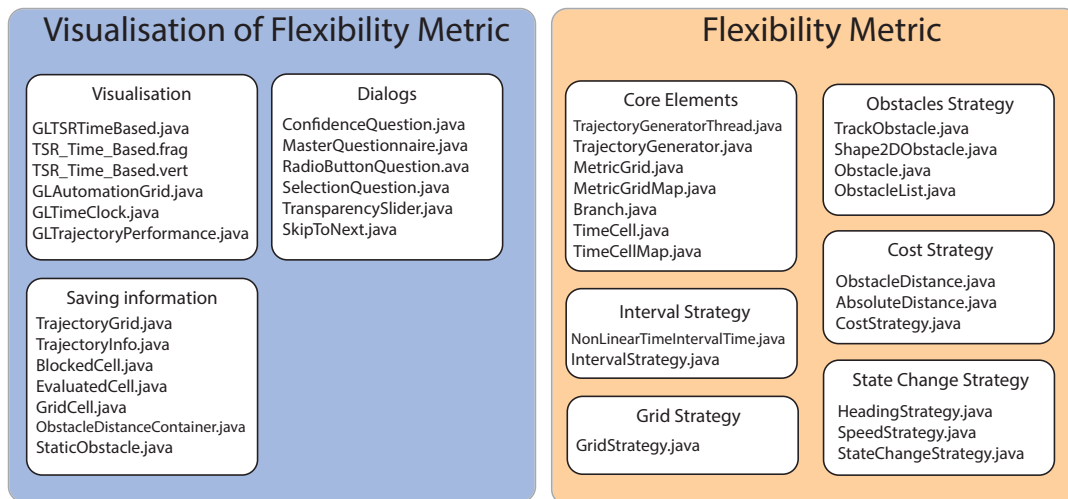 Visualisation of Flexibility Metric
Visualisation
GLTSRTimeBased.java
TSR_Time_Based.frag
TSR_Time_Based.vert
GLAutomationGrid.java
GLTimeClock.java
GLTrajectoryPerformance.java
Dialogs
ConfidenceQuestion.java
MasterQuestionnaire.java
RadioButtonQuestion.ava
SelectionQuestion.java
TransparencySlider.java
SkipToNext.java
Saving information
TrajectoryGrid.java
TrajectoryInfo.java
BlockedCell.java
EvaluatedCell.java
GridCell.java
ObstacleDistanceContainer.java
StaticObstacle.java
Flexibility Metric
Core Elements
TrajectoryGeneratorThread.java
TrajectoryGenerator.java
MetricGrid.java
MetricGridMap.java
Branch.java
TimeCell.java
TimeCellMap.java
Interval Strategy
NonLinearTimeIntervalTime.java
IntervalStrategy.java
Grid Strategy
GridStrategy.java
Obstacles Strategy
TrackObstacle.java
Shape2DObstacle.java
Obstacle.java
ObstacleList.java
Cost Strategy
ObstacleDistance.java
AbsoluteDistance.java
CostStrategy.java
State Change Strategy
HeadingStrategy.java
SpeedStrategy.java
StateChangeStrategy.java